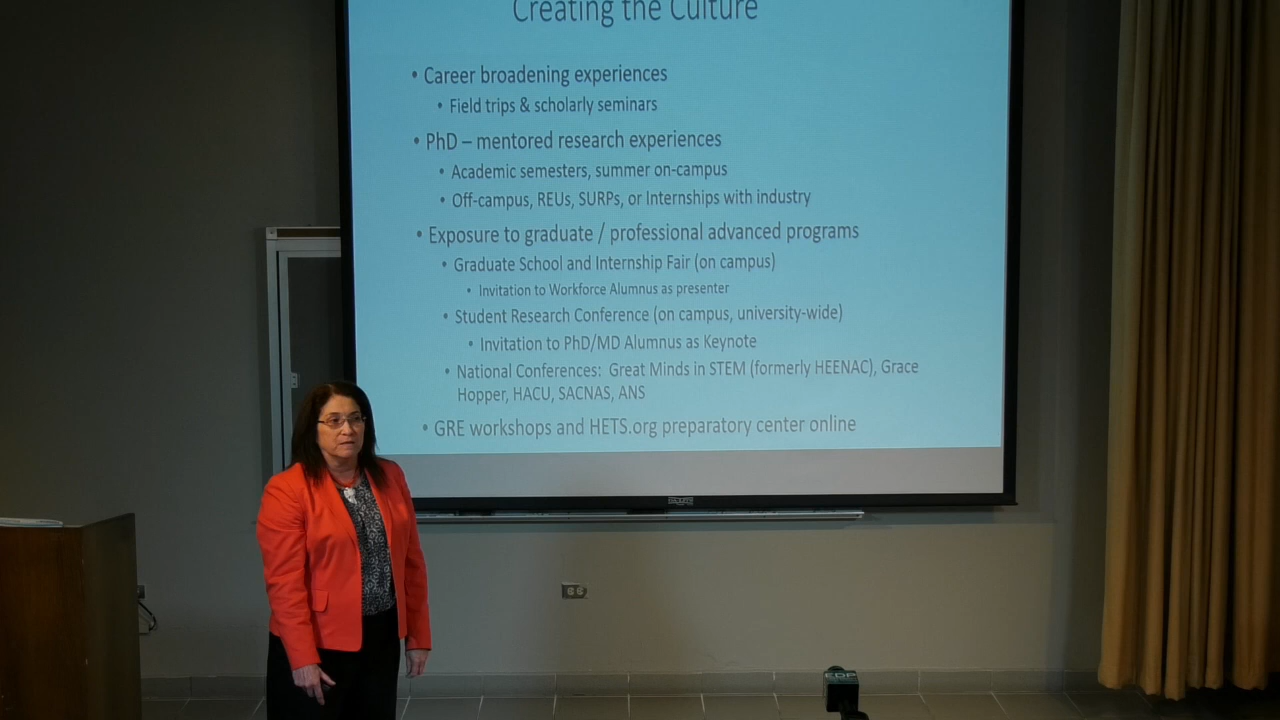 Creating the Culture
• Career broadening experiences
• Field trips & scholarly seminars
• PhD – mentored research experiences
• Academic semesters, summer on-campus
• Off-campus, REUs, SURPs, or Internships with industry
• Exposure to graduate / professional advanced programs
• Graduate School and Internship Fair (on campus)
• Invitation to Workforce Alumnus as presenter
• Student Research Conference (on campus, university-wide)
• Invitation to PhD/MD Alumnus as Keynote
• National Conferences: Great Minds in STEM (formerly HEENAC), Grace
Hopper, HACU, SACNAS, ANS
• GRE workshops and HETS.org preparatory center online
EDP